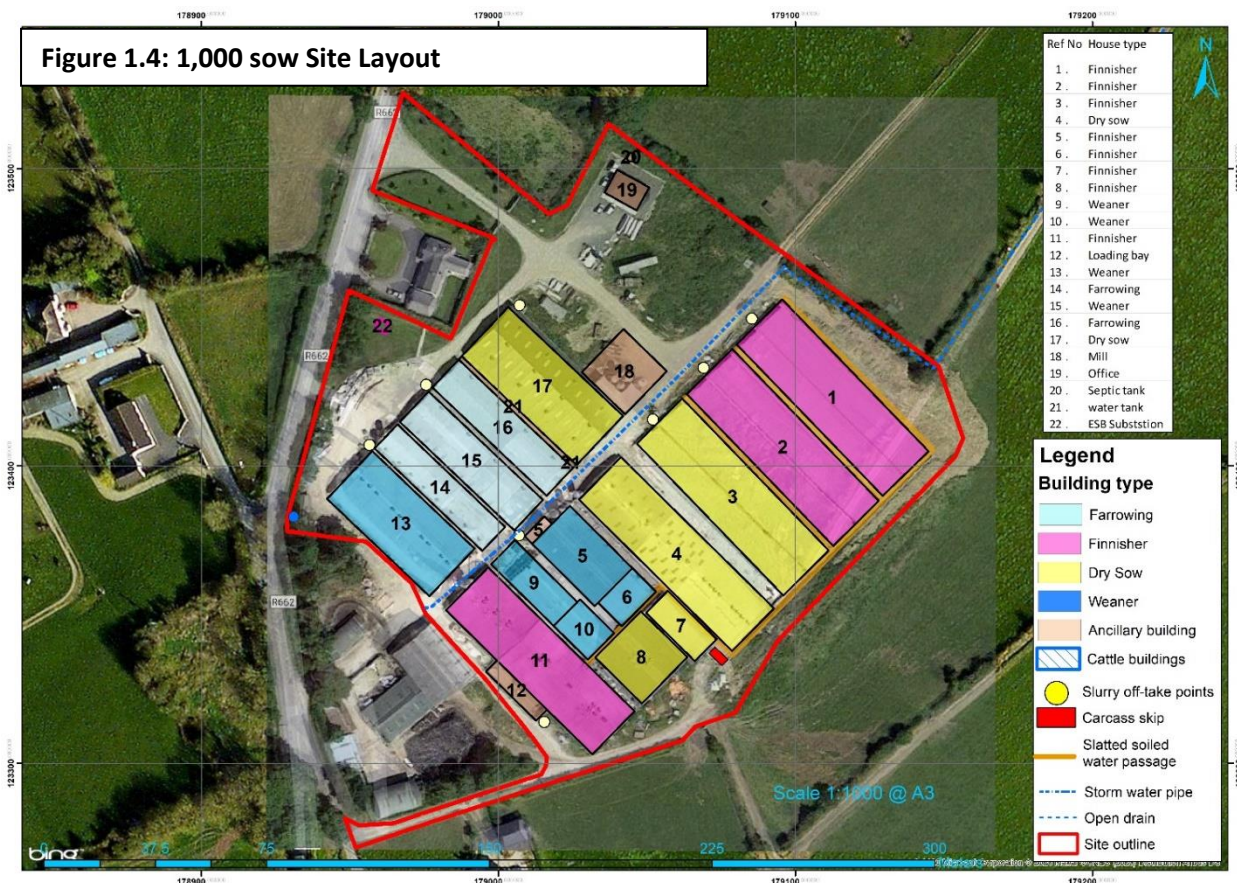 178900
179000
179100
179200
Figure 1.4: 1,000 sow Site Layout
N
Ref No House type
1 . Finnisher
2 . Finnisher
3 . Finnisher
4 . Dry sow
5 . Finnisher
6 . Finnisher
7 . Finnisher
8 . Finnisher
9 . Weaner
10 . Weaner
11 . Finnisher
12 . Loading bay
13 . Weaner
14 . Farrowing
15 . Weaner
16 . Farrowing
17 . Dry sow
18 . Mill
19 . Office
20 . Septic tank
21 . water tank
22 . ESB Subststion
R662
20
19
123500
22
R662
18
17
1
21
16
2
21
15
3
14
13
5
5
4
9
6
7
10
8
11
12
R662
123400
123300
Legend
Building type
Farrowing
Finnisher
Dry Sow
Weaner
Ancillary building
Cattle buildings
Slurry off-take points
Carcass skip
Slatted soiled
water passage
Storm water pipe
Open drain
Site outline
Scale 1:1500 @ A3
bing
0 37.5 75 150 225 300
178900
179000
179100
179200